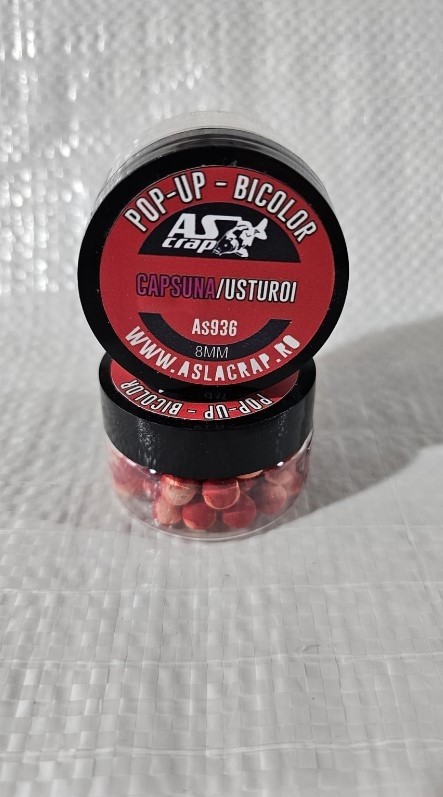 POP-UP - BICOLOR
AS
crap
CAPSUNA/USTUROI
As936
8MM
WWW.ASLACRAP.RO
POP-UP - BICOLOR